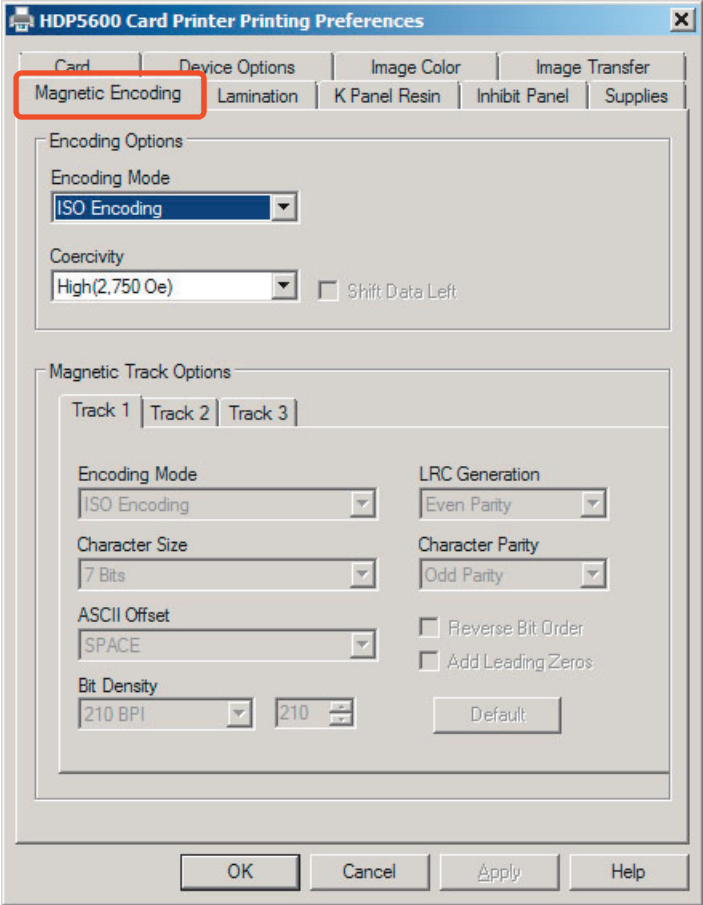 HDP5600 Card Printer Printing Preferences
Card Device Options Image Color Image Transfer
Magnetic Encoding Lamination K Panel Resin Inhibit Panel Supplies
Encoding Options
Encoding Mode
ISO Encoding
Coercivity
High(2,750 Oe) Shift Data Left
Magnetic Track Options
Track 1 Track 2 Track 3
Encoding Mode LRC Generation
ISO Encoding Even Parity
Character Size Character Parity
7 Bits Odd Parity
ASCII Offset
SPACE Reverse Bit Order
Add Leading Zeros
Bit Density
210 BPI 210 Default
OK Cancel Apply Help